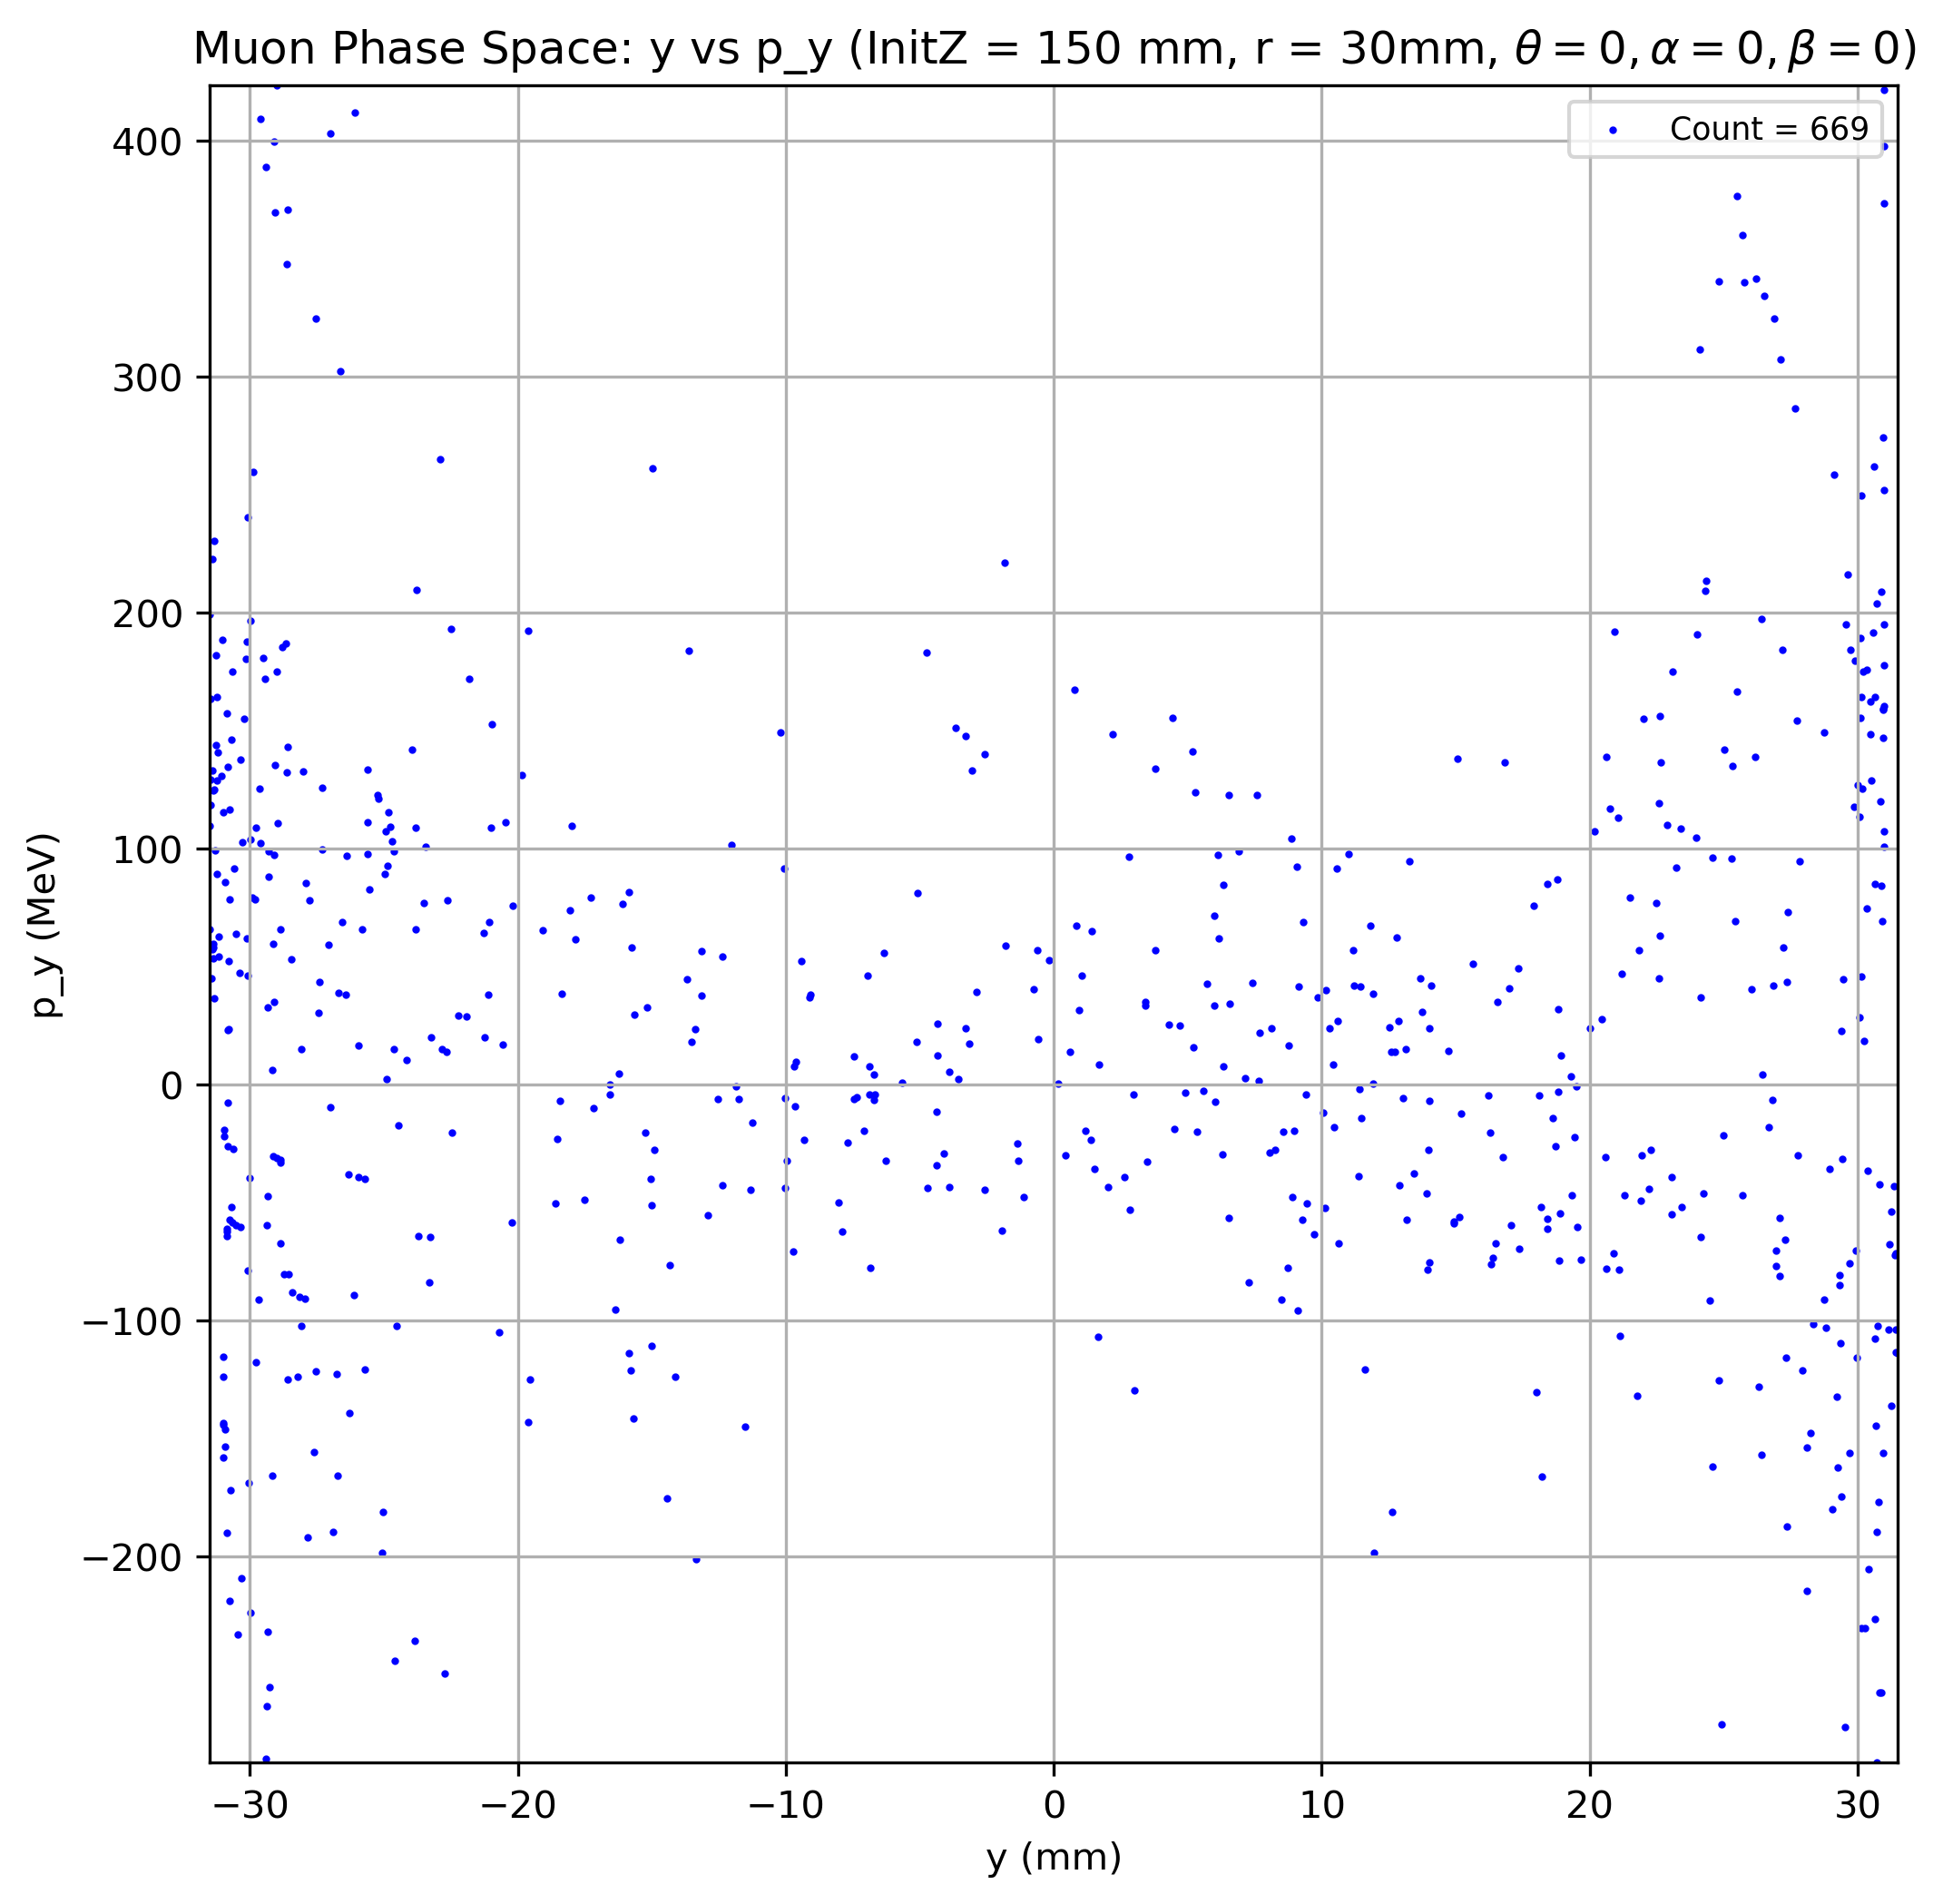 Muon Phase Space: y vs p_y (InitZ = 150 mm, r = 30mm, θ = 0, α = 0, β = 0)
Count = 669
400
300
200
100
0
−100
−200
p_y (MeV)
−30 −20 −10 0 10 20 30
y (mm)